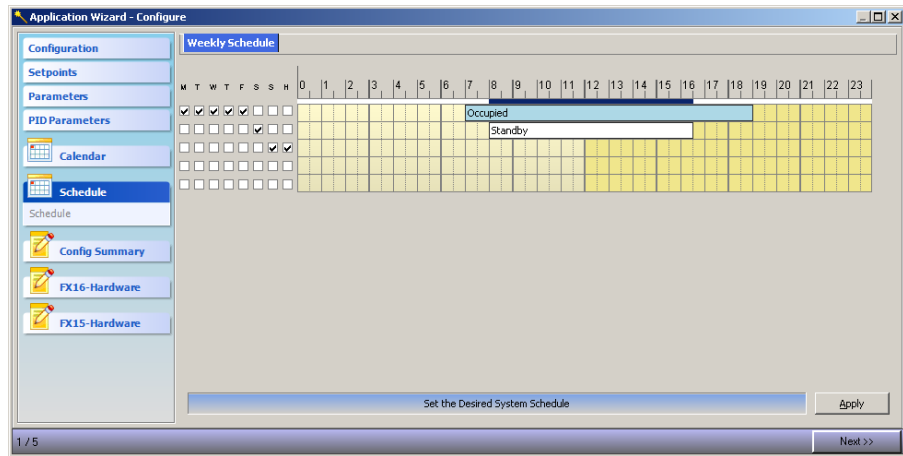 Application Wizard - Configure
Configuration
Setpoints
Parameters
PID Parameters
Calendar
Schedule
Schedule
Config Summary
FX16-Hardware
FX15-Hardware
Weekly Schedule
M T W T F S S H 0 1 2 3 4 5 6 7 8 9 10 11 12 13 14 15 16 17 18 19 20 21 22 23
Occupied
Standby
Set the Desired System Schedule Apply
1 / 5 Next >>